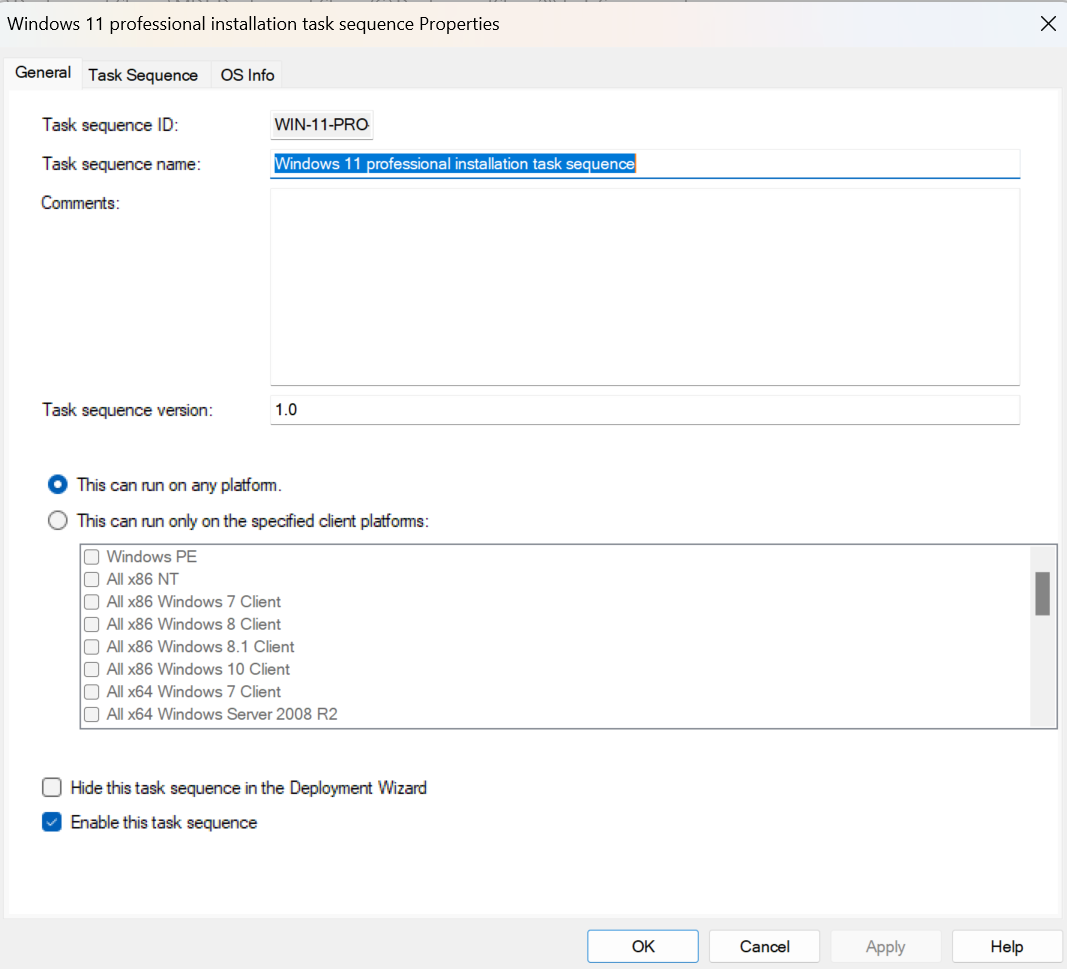 Windows 11 professional installation task sequence Properties
General Task Sequence OS Info
Task sequence ID: WIN-11-PRO
Task sequence name: Windows 11 professional installation task sequence
Comments:
Task sequence version: 1.0
This can run on any platform.
This can run only on the specified client platforms:
Windows PE
All x86 NT
All x86 Windows 7 Client
All x86 Windows 8 Client
All x86 Windows 8.1 Client
All x86 Windows 10 Client
All x64 Windows 7 Client
All x64 Windows Server 2008 R2
Hide this task sequence in the Deployment Wizard
Enable this task sequence
OK Cancel Apply Help